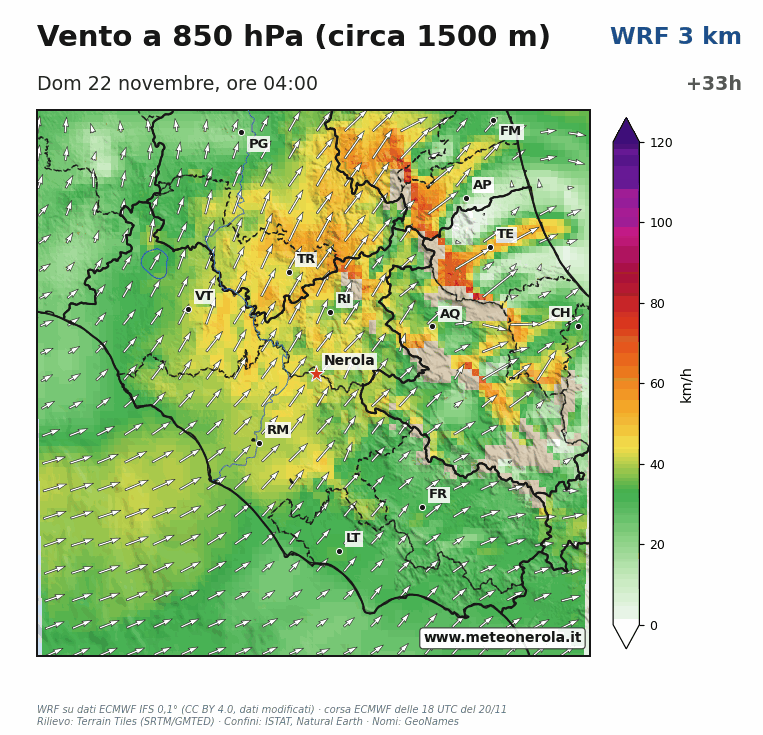 Vento a 850 hPa (circa 1500 m)
WRF 3 km
Dom 22 novembre, ore 04:00
+33h
PG
FM
AP
TE
TR
RI
VT
AQ
CH
Nerola
RM
FR
LT
www.meteonerola.it
120
100
80
60
40
20
0
km/h
WRF su dati ECMWF IFS 0,1° (CC BY 4.0, dati modificati) · corsa ECMWF delle 18 UTC del 20/11
Rilievo: Terrain Tiles (SRTM/GMTED) · Confini: ISTAT, Natural Earth · Nomi: GeoNames